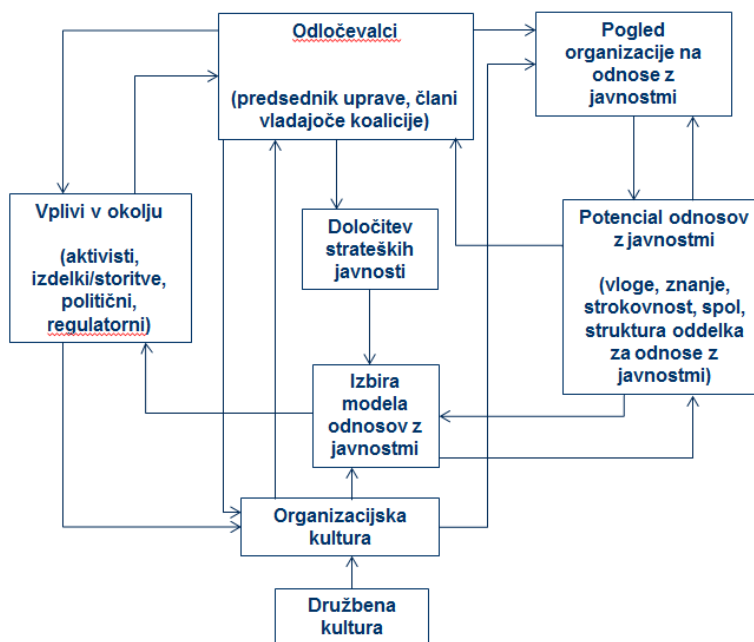 Odločevalci
(predsednik uprave, člani
vladajoče koalicije)
Pogled
organizacije na
odnose z
javnostmi
Vplivi v okolju
(aktivisti,
izdelki/storitve,
politični,
regulatorni)
Določitev
strateških
javnosti
Potencial odnosov
z javnostmi
(vloge, znanje,
strokovnost, spol,
struktura oddelka
za odnose z
javnostmi)
Izbira
modela
odnosov z
javnostmi
Organizacijska
kultura
Družbena
kultura